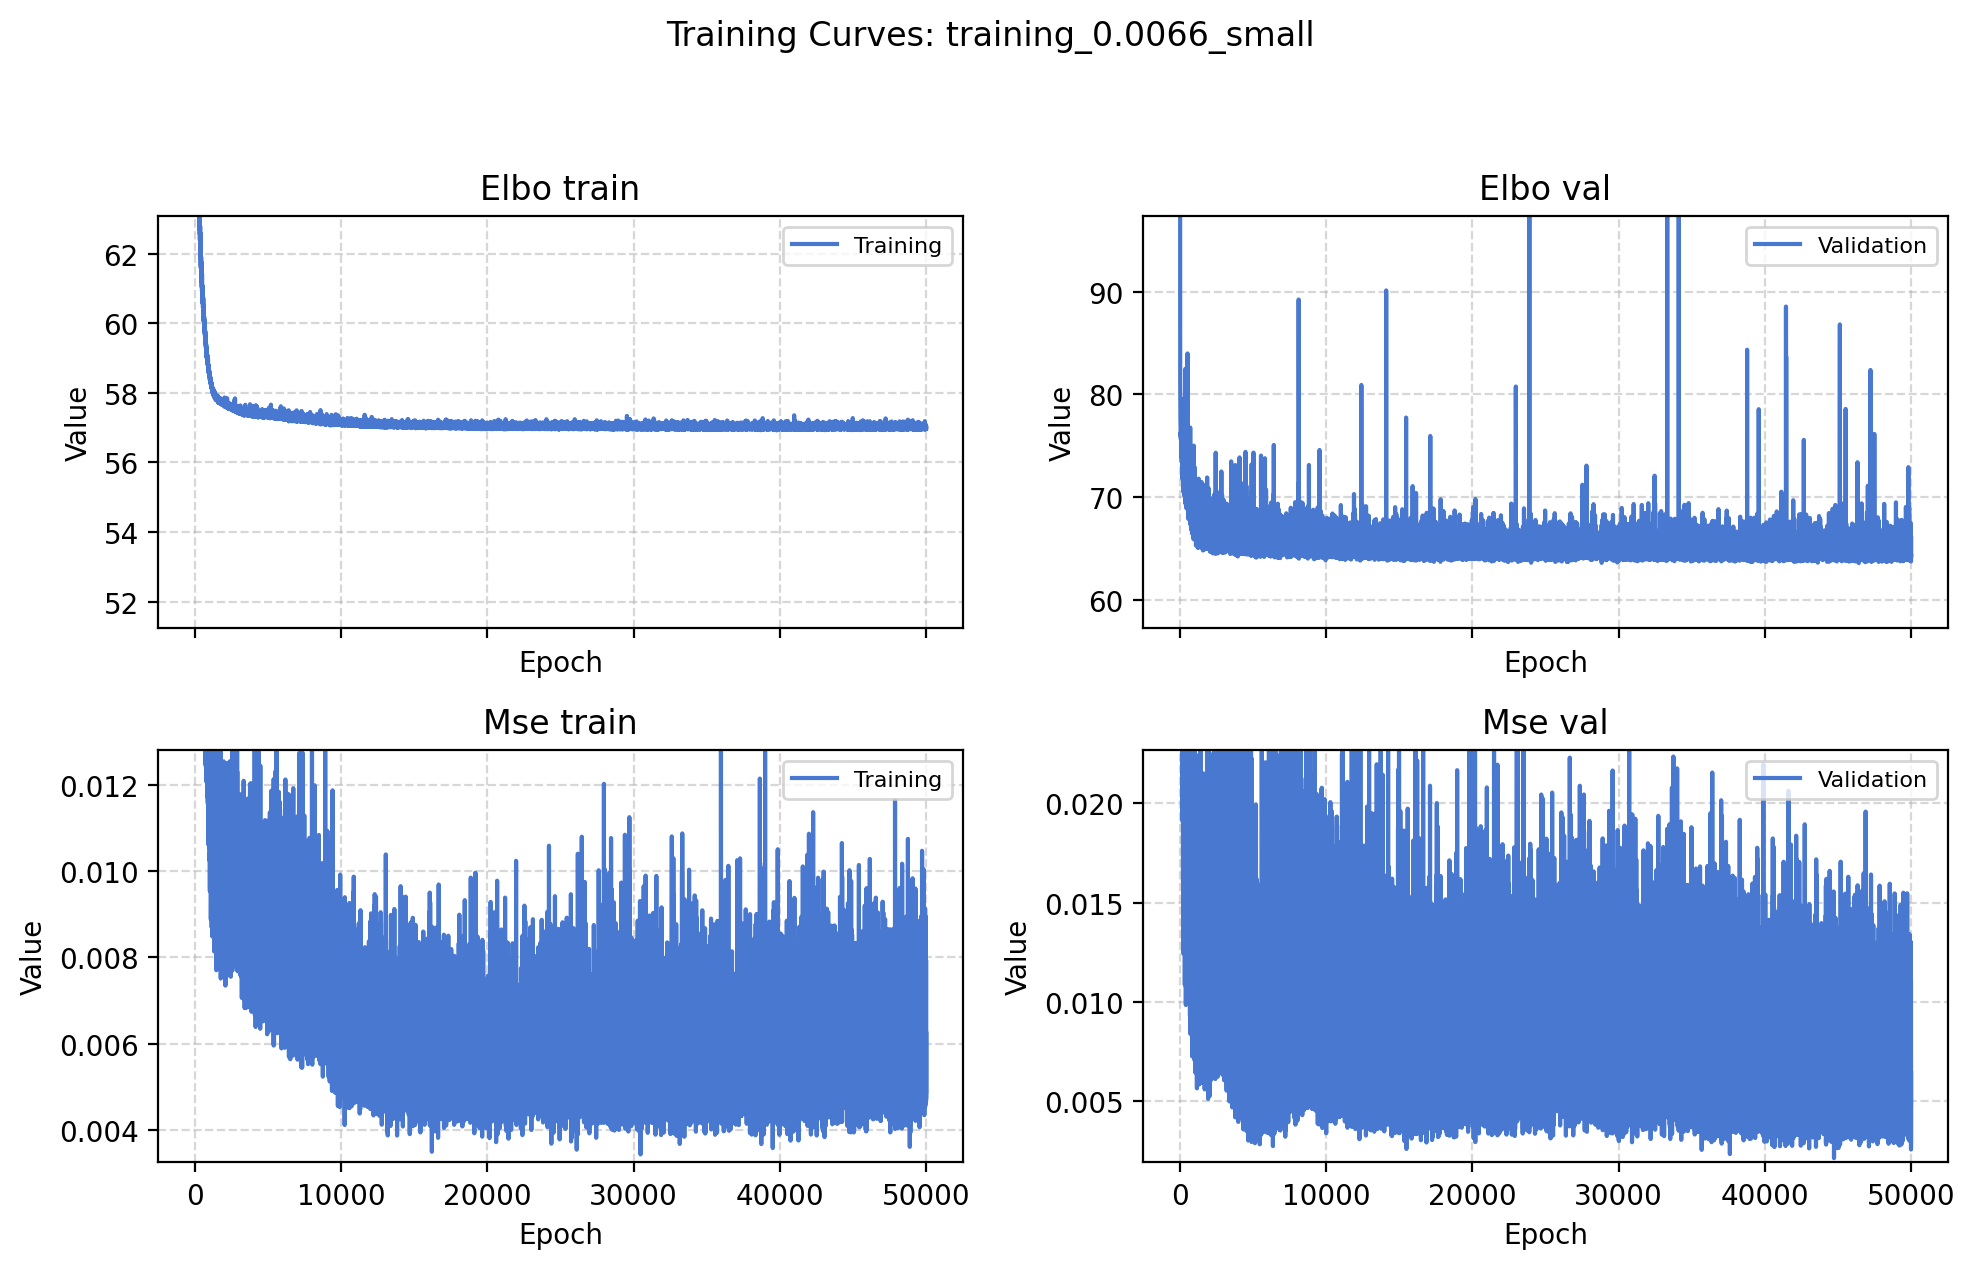 Training Curves: training_0.0066_small
Elbo train
Value
62
60
58
56
54
52
Training
Epoch
Elbo val
Value
90
80
70
60
Validation
Epoch
Mse train
Value
0.012
0.010
0.008
0.006
0.004
Training
0 10000 20000 30000 40000 50000
Epoch
Mse val
Value
0.020
0.015
0.010
0.005
Validation
0 10000 20000 30000 40000 50000
Epoch